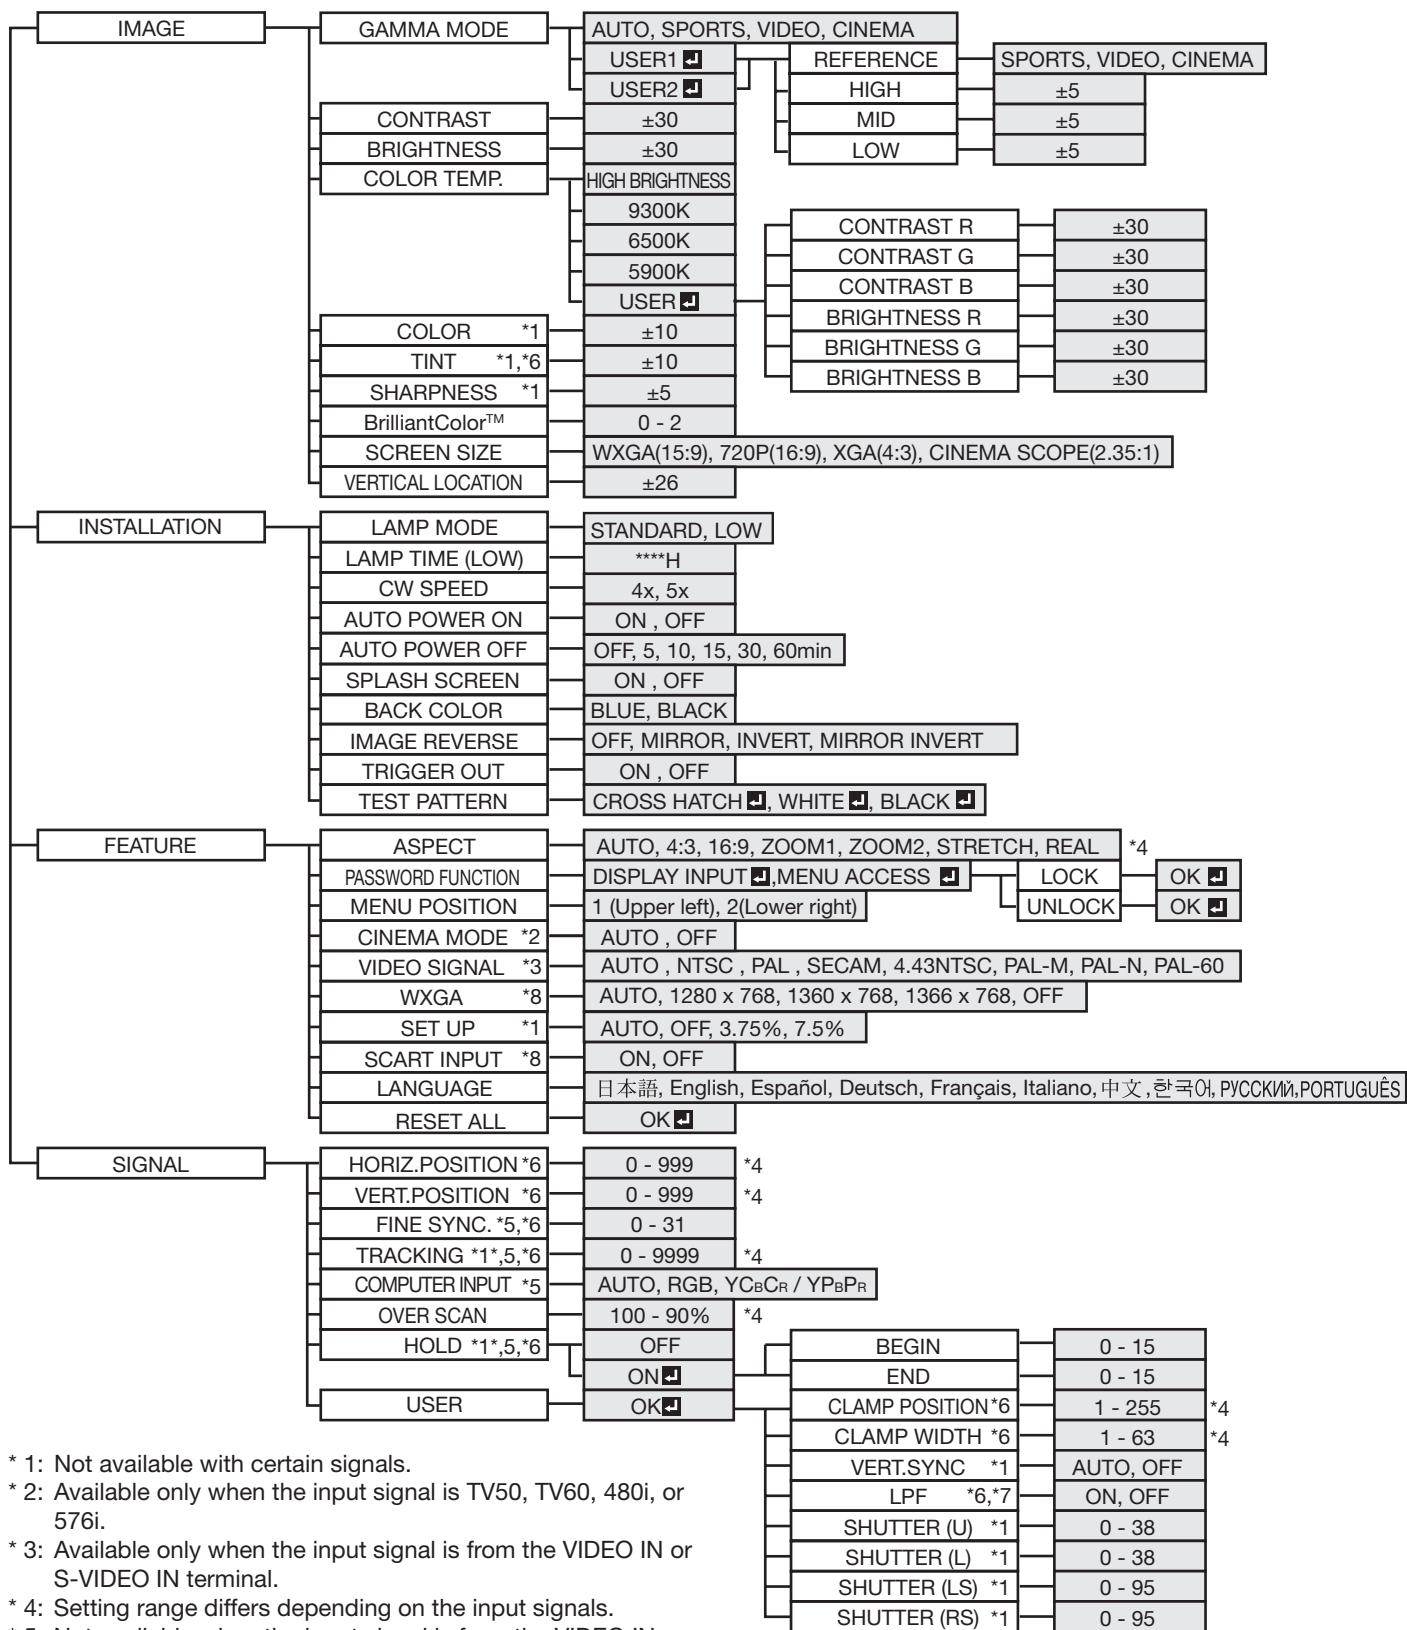 IMAGE GAMMA MODE AUTO, SPORTS, VIDEO, CINEMA
USER1 REFERENCE SPORTS, VIDEO, CINEMA
USER2 HIGH ±5
CONTRAST ±30 MID ±5
BRIGHTNESS ±30 LOW ±5
COLOR TEMP. HIGH BRIGHTNESS
9300K CONTRAST R ±30
6500K CONTRAST G ±30
5900K CONTRAST B ±30
USER BRIGHTNESS R ±30
COLOR *1 ±10 BRIGHTNESS G ±30
TINT *1,*6 ±10 BRIGHTNESS B ±30
SHARPNESS *1 ±5
BrilliantColor™ 0 - 2
SCREEN SIZE WXGA(15:9), 720P(16:9), XGA(4:3), CINEMA SCOPE(2.35:1)
VERTICAL LOCATION ±26
INSTALLATION LAMP MODE STANDARD, LOW
LAMP TIME (LOW) ****H
CW SPEED 4x, 5x
AUTO POWER ON ON , OFF
AUTO POWER OFF OFF, 5, 10, 15, 30, 60min
SPLASH SCREEN ON , OFF
BACK COLOR BLUE, BLACK
IMAGE REVERSE OFF, MIRROR, INVERT, MIRROR INVERT
TRIGGER OUT ON , OFF
TEST PATTERN CROSS HATCH , WHITE , BLACK
FEATURE ASPECT AUTO, 4:3, 16:9, ZOOM1, ZOOM2, STRETCH, REAL *4
PASSWORD FUNCTION DISPLAY INPUT ,MENU ACCESS LOCK OK
MENU POSITION 1 (Upper left), 2(Lower right) UNLOCK OK
CINEMA MODE *2 AUTO , OFF
VIDEO SIGNAL *3 AUTO , NTSC , PAL , SECAM, 4.43NTSC, PAL-M, PAL-N, PAL-60
WXGA *8 AUTO, 1280 x 768, 1360 x 768, 1366 x 768, OFF
SET UP *1 AUTO, OFF, 3.75%, 7.5%
SCART INPUT *8 ON, OFF
LANGUAGE 日本語, English, Español, Deutsch, Français, Italiano, 中文 , 한국어, РУССКИЙ,PORTUGUÊS
RESET ALL OK
SIGNAL HORIZ.POSITION *6 0 - 999 *4
VERT.POSITION *6 0 - 999 *4
FINE SYNC. *5,*6 0 - 31
TRACKING *1*,5,*6 0 - 9999 *4
COMPUTER INPUT *5 AUTO, RGB, YCBCR / YPBPR
OVER SCAN 100 - 90% *4
HOLD *1*,5,*6 OFF BEGIN 0 - 15
ON END 0 - 15
USER OK CLAMP POSITION *6 1 - 255 *4
CLAMP WIDTH *6 1 - 63 *4
VERT.SYNC *1 AUTO, OFF
LPF *6,*7 ON, OFF
SHUTTER (U) *1 0 - 38
SHUTTER (L) *1 0 - 38
SHUTTER (LS) *1 0 - 95
SHUTTER (RS) *1 0 - 95
* 1: Not available with certain signals.
* 2: Available only when the input signal is TV50, TV60, 480i, or
576i.
* 3: Available only when the input signal is from the VIDEO IN or
S-VIDEO IN terminal.
* 4: Setting range differs depending on the input signals.